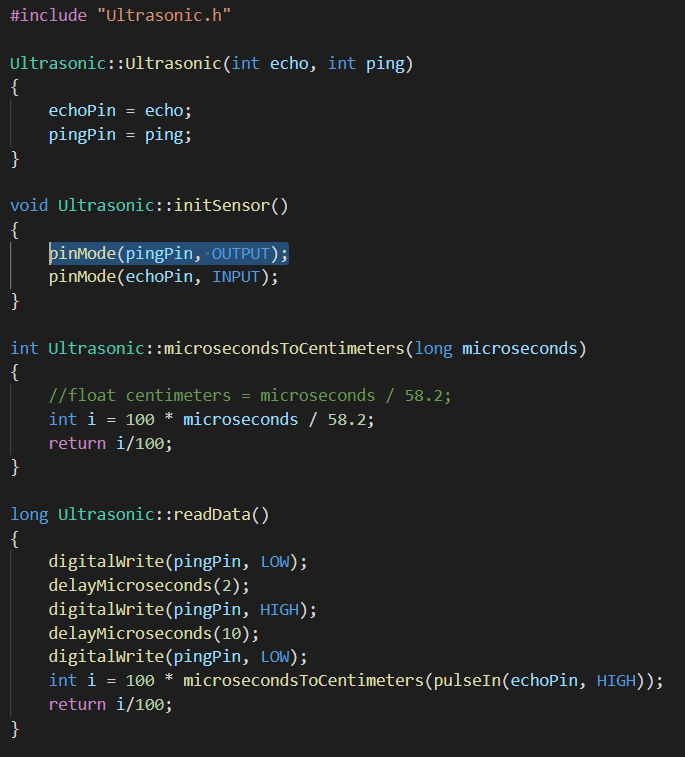 #include "Ultrasonic.h"
Ultrasonic::Ultrasonic(int echo, int ping)
{
echoPin = echo;
pingPin = ping;
}
void Ultrasonic::initSensor()
{
pinMode(pingPin, OUTPUT);
pinMode(echoPin, INPUT);
}
int Ultrasonic::microsecondsToCentimeters(long microseconds)
{
//float centimeters = microseconds / 58.2;
int i = 100 * microseconds / 58.2;
return i/100;
}
long Ultrasonic::readData()
{
digitalWrite(pingPin, LOW);
delayMicroseconds(2);
digitalWrite(pingPin, HIGH);
delayMicroseconds(10);
digitalWrite(pingPin, LOW);
int i = 100 * microsecondsToCentimeters(pulseIn(echoPin, HIGH));
return i/100;
}